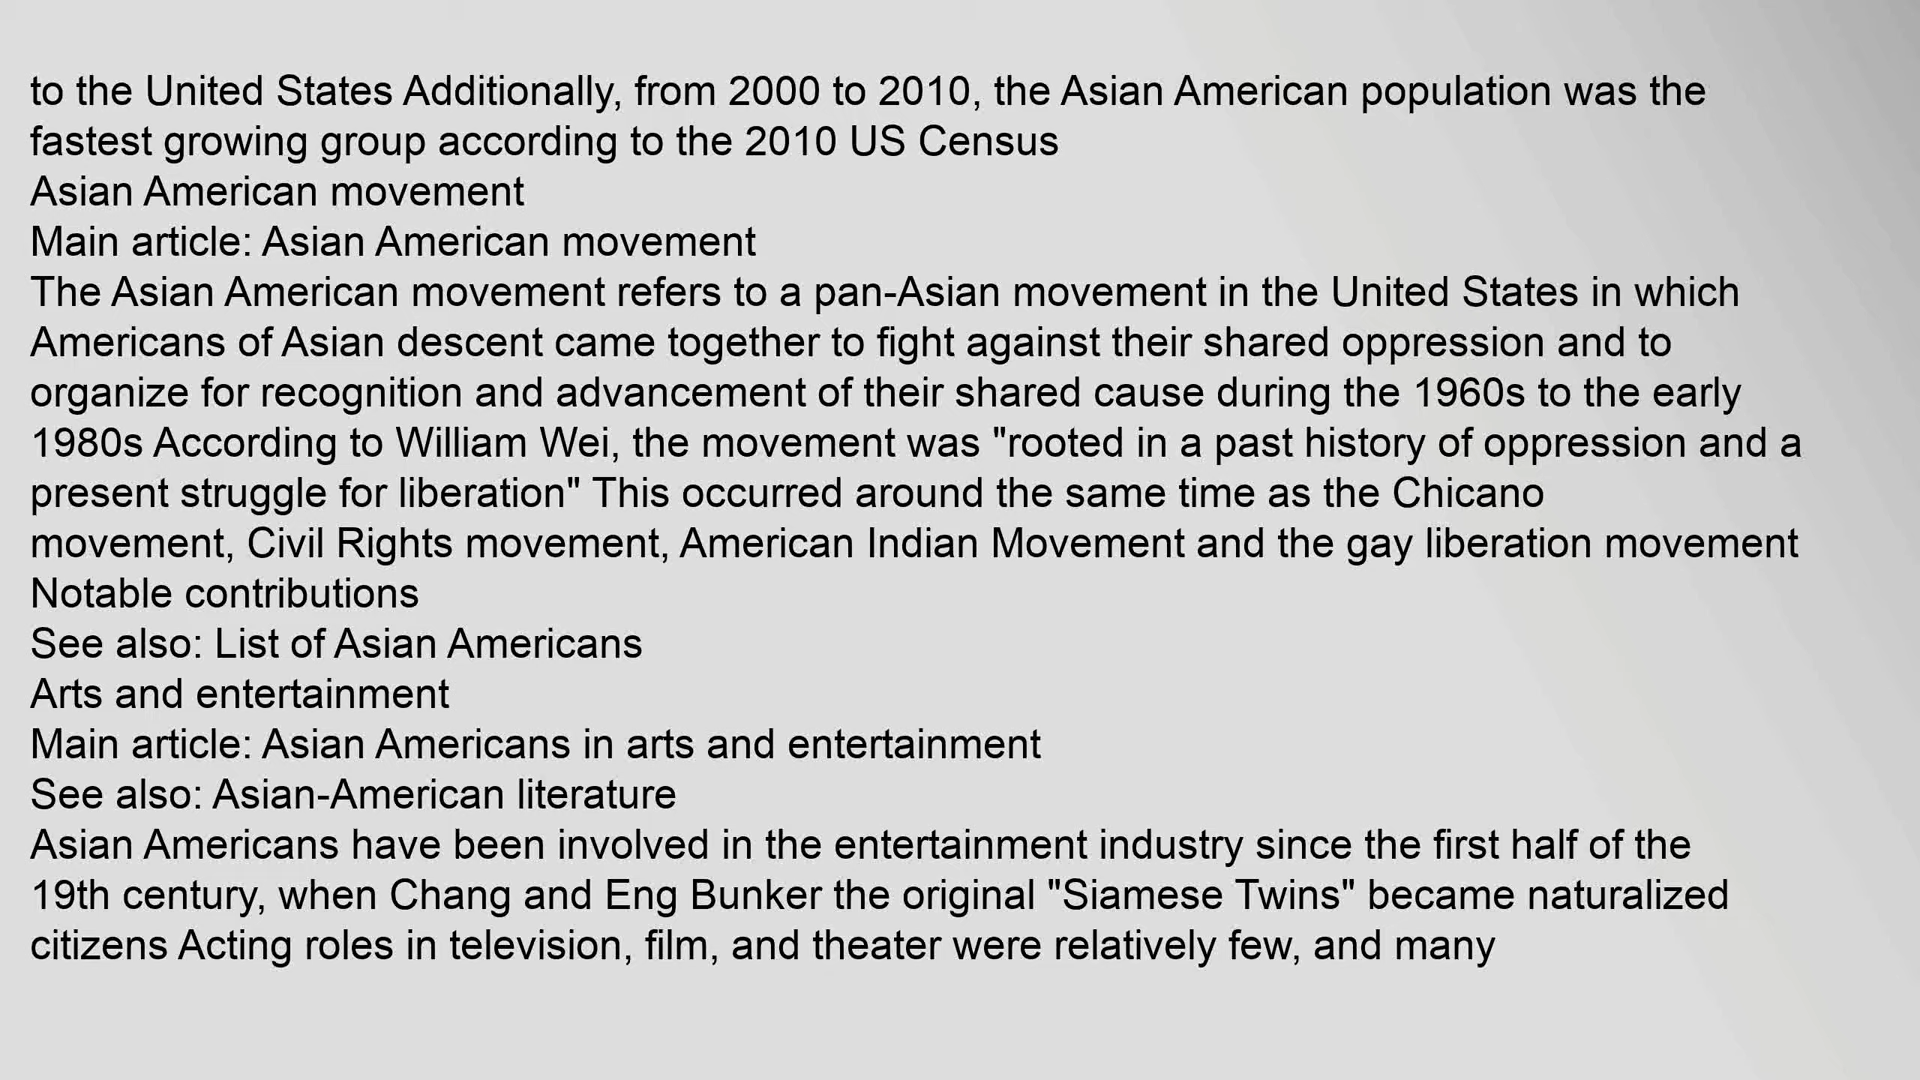 to the United States Additionally, from 2000 to 2010, the Asian American population was the
fastest growing group according to the 2010 US Census
Asian American movement
Main article: Asian American movement
The Asian American movement refers to a pan-Asian movement in the United States in which
Americans of Asian descent came together to fight against their shared oppression and to
organize for recognition and advancement of their shared cause during the 1960s to the early
1980s According to William Wei, the movement was "rooted in a past history of oppression and a
present struggle for liberation" This occurred around the same time as the Chicano
movement, Civil Rights movement, American Indian Movement and the gay liberation movement
Notable contributions
See also: List of Asian Americans
Arts and entertainment
Main article: Asian Americans in arts and entertainment
See also: Asian-American literature
Asian Americans have been involved in the entertainment industry since the first half of the
19th century, when Chang and Eng Bunker the original "Siamese Twins" became naturalized
citizens Acting roles in television, film, and theater were relatively few, and many